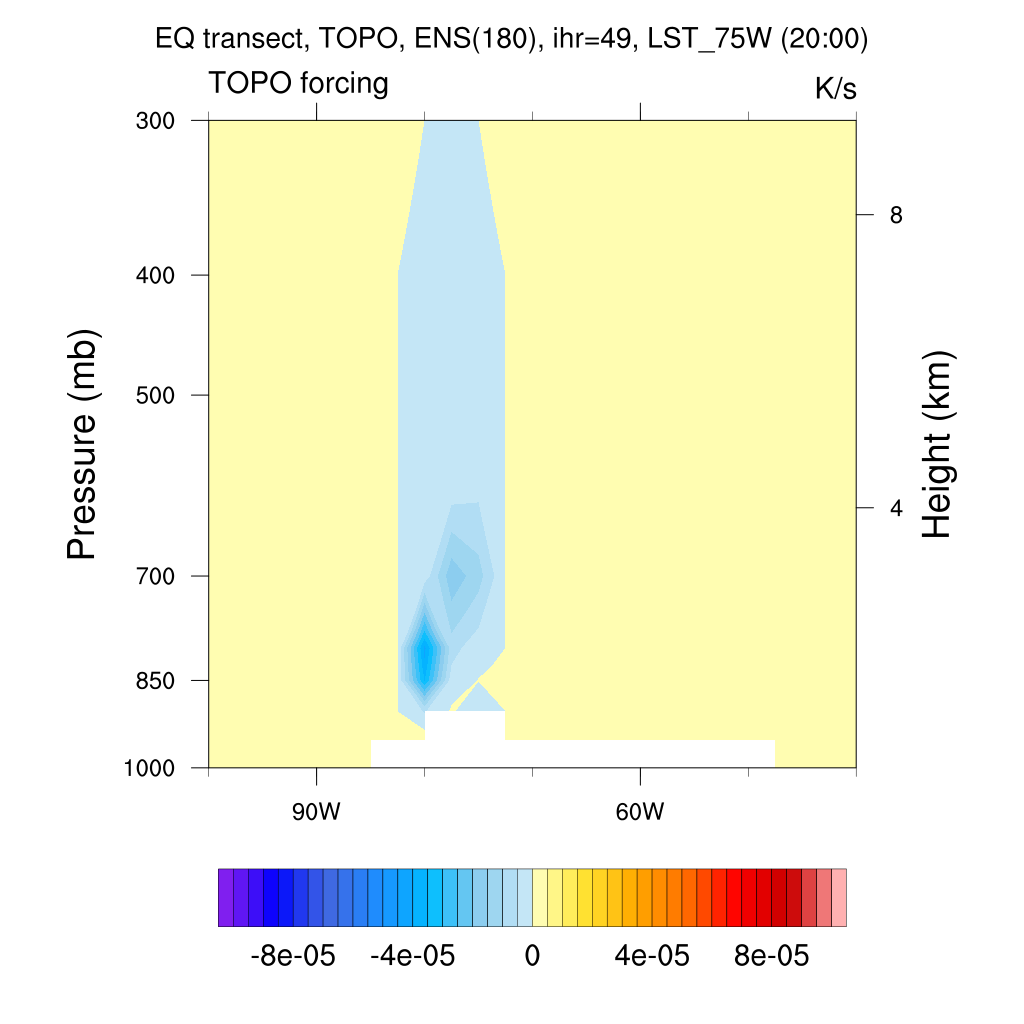 EQ transect, TOPO, ENS(180), ihr=49, LST_75W (20:00)
TOPO forcing
K/s
300
400
500
700
850
1000
Pressure (mb)
8
4
Height (km)
90W
60W
-8e-05
-4e-05
0
4e-05
8e-05